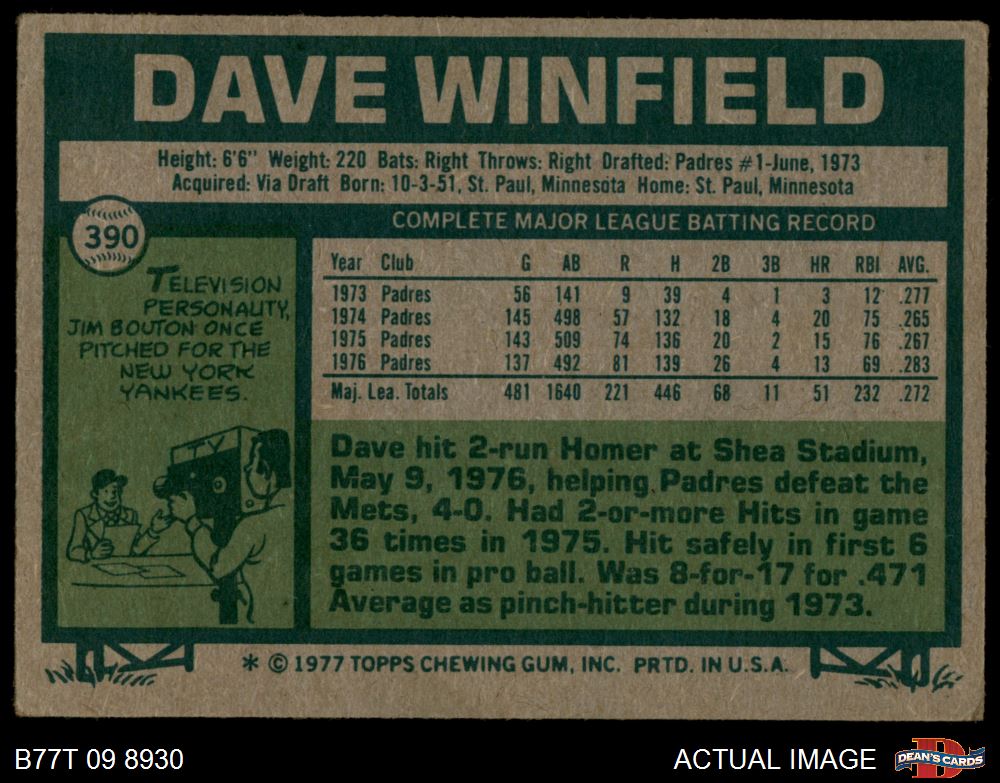 DAVE WINFIELD
Height: 6'6" Weight: 220 Bats: Right Throws: Right Drafted: Padres #1-June, 1973
Acquired: Via Draft Born: 10-3-51, St. Paul, Minnesota Home: St. Paul, Minnesota
390
TELEVISION
PERSONALITY,
JIM BOUTON ONCE
PITCHED FOR THE
NEW YORK
YANKEES.
TV
COMPLETE MAJOR LEAGUE BATTING RECORD
Year Club G AB R H 2B 3B HR RBI AVG.
1973 Padres 56 141 9 39 4 1 3 12 .277
1974 Padres 145 498 57 132 18 4 20 75 .265
1975 Padres 143 509 74 136 20 2 15 76 .267
1976 Padres 137 492 81 139 26 4 13 69 .283
Maj. Lea. Totals 481 1640 221 446 68 11 51 232 .272
Dave hit 2-run Homer at Shea Stadium,
May 9, 1976, helping Padres defeat the
Mets, 4-0. Had 2-or-more Hits in game
36 times in 1975. Hit safely in first 6
games in pro ball. Was 8-for-17 for .471
Average as pinch-hitter during 1973.
* © 1977 TOPPS CHEWING GUM, INC. PRTD. IN U.S.A.
B77T 09 8930
ACTUAL IMAGE
D
DEAN'S CARDS